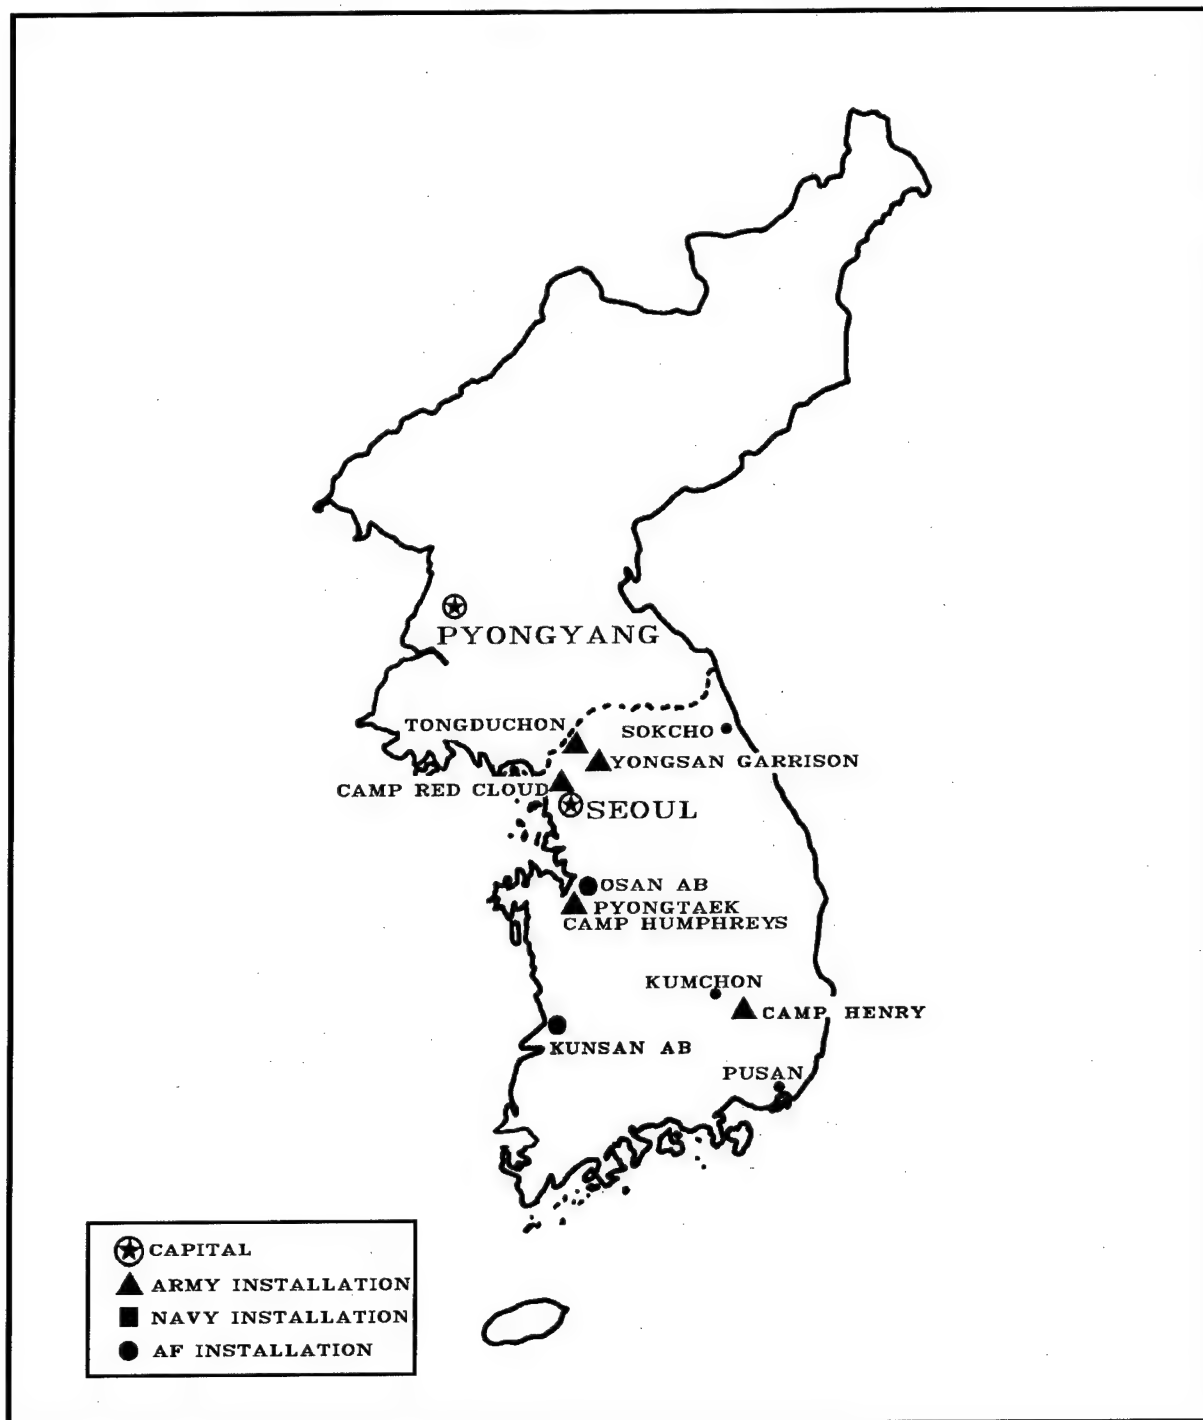 PYONGYANG
TONGDUCHON
SOKCHO
YONGSAN GARRISON
CAMP RED CLOUD
SEOUL
OSAN AB
PYONGTAEK
CAMP HUMPHREYS
KUMCHON
CAMP HENRY
KUNSAN AB
PUSAN
CAPITAL
ARMY INSTALLATION
NAVY INSTALLATION
AF INSTALLATION